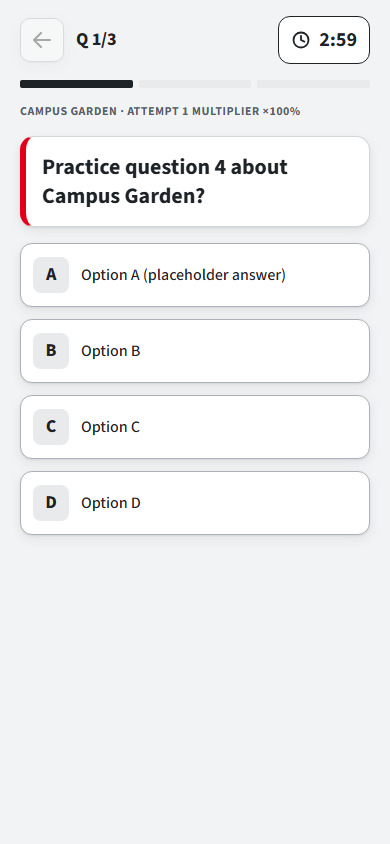 Q 1/3
2:59
CAMPUS GARDEN · ATTEMPT 1 MULTIPLIER ×100%
Practice question 4 about
Campus Garden?
A Option A (placeholder answer)
B Option B
C Option C
D Option D